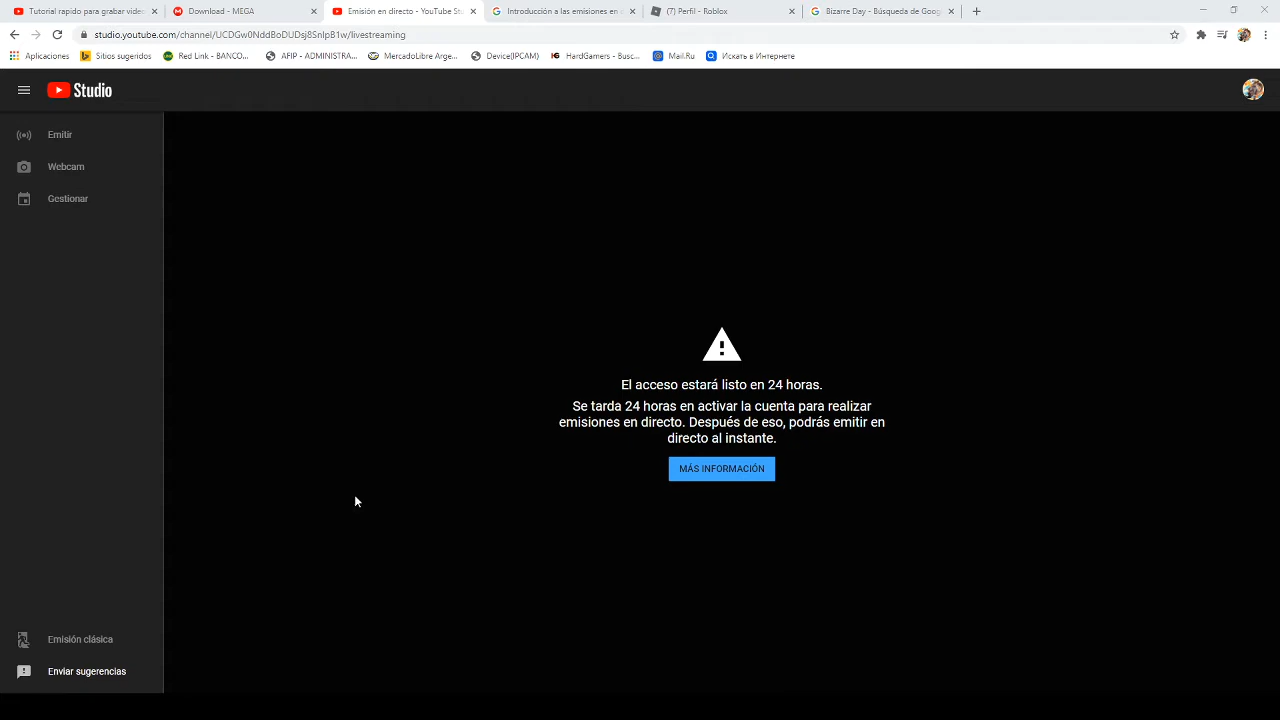 Tutorial rapido para grabar video
Download - MEGA
Emisión en directo - YouTube Stu
Introducción a las emisiones en d
(7) Perfil - Roblox
Bizarre Day - Búsqueda de Goog
studio.youtube.com/channel/UCDGw0NddBoDUDsj8SnlpB1w/livestreaming
Aplicaciones
Sitios sugeridos
Red Link - BANCO...
AFIP - ADMINISTRA...
MercadoLibre Arge...
Device(IPCAM)
HG HardGamers - Busc...
Mail.Ru
Искать в Интернете
Studio
Emitir
Webcam
Gestionar
El acceso estará listo en 24 horas.
Se tarda 24 horas en activar la cuenta para realizar
emisiones en directo. Después de eso, podrás emitir en
directo al instante.
MÁS INFORMACIÓN
Emisión clásica
Enviar sugerencias